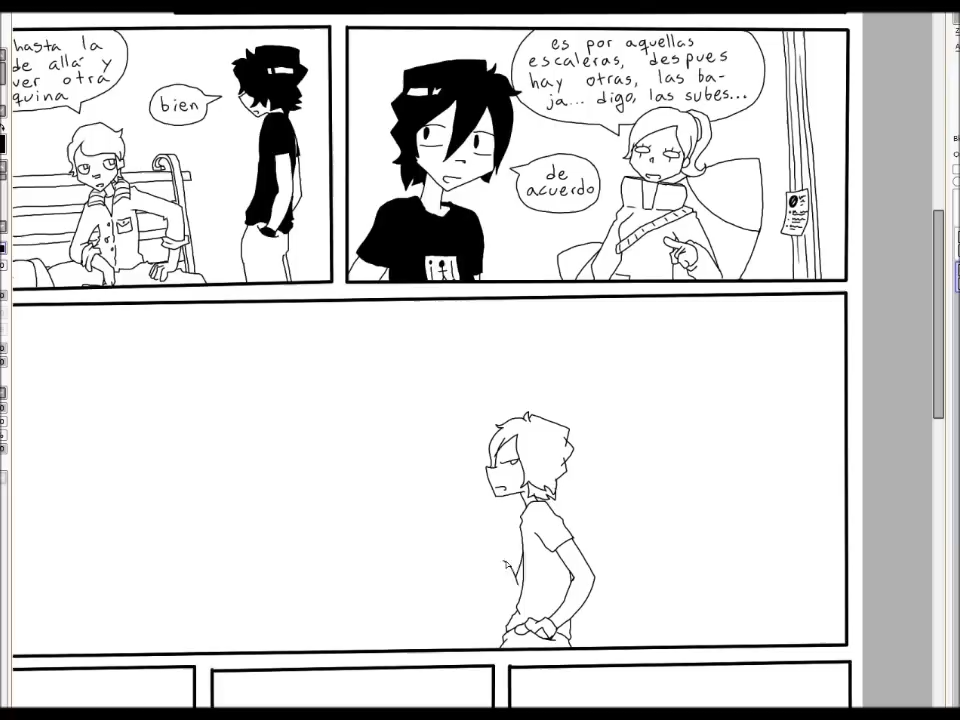 hasta la
de alla y
ver otra
quina
bien
es por aquellas
escaleras, despues
hay otras, las ba-
ja... digo, las subes...
de
acuerdo